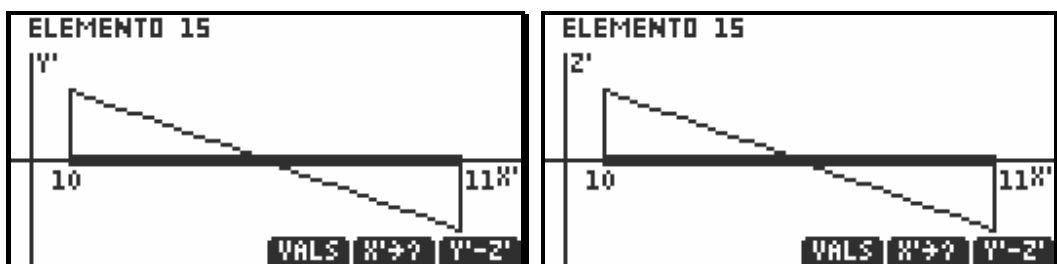 ELEMENTO 15
Y'
10
11 X'
VALS X'→? Y'-Z'
ELEMENTO 15
Z'
10
11 X'
VALS X'→? Y'-Z'